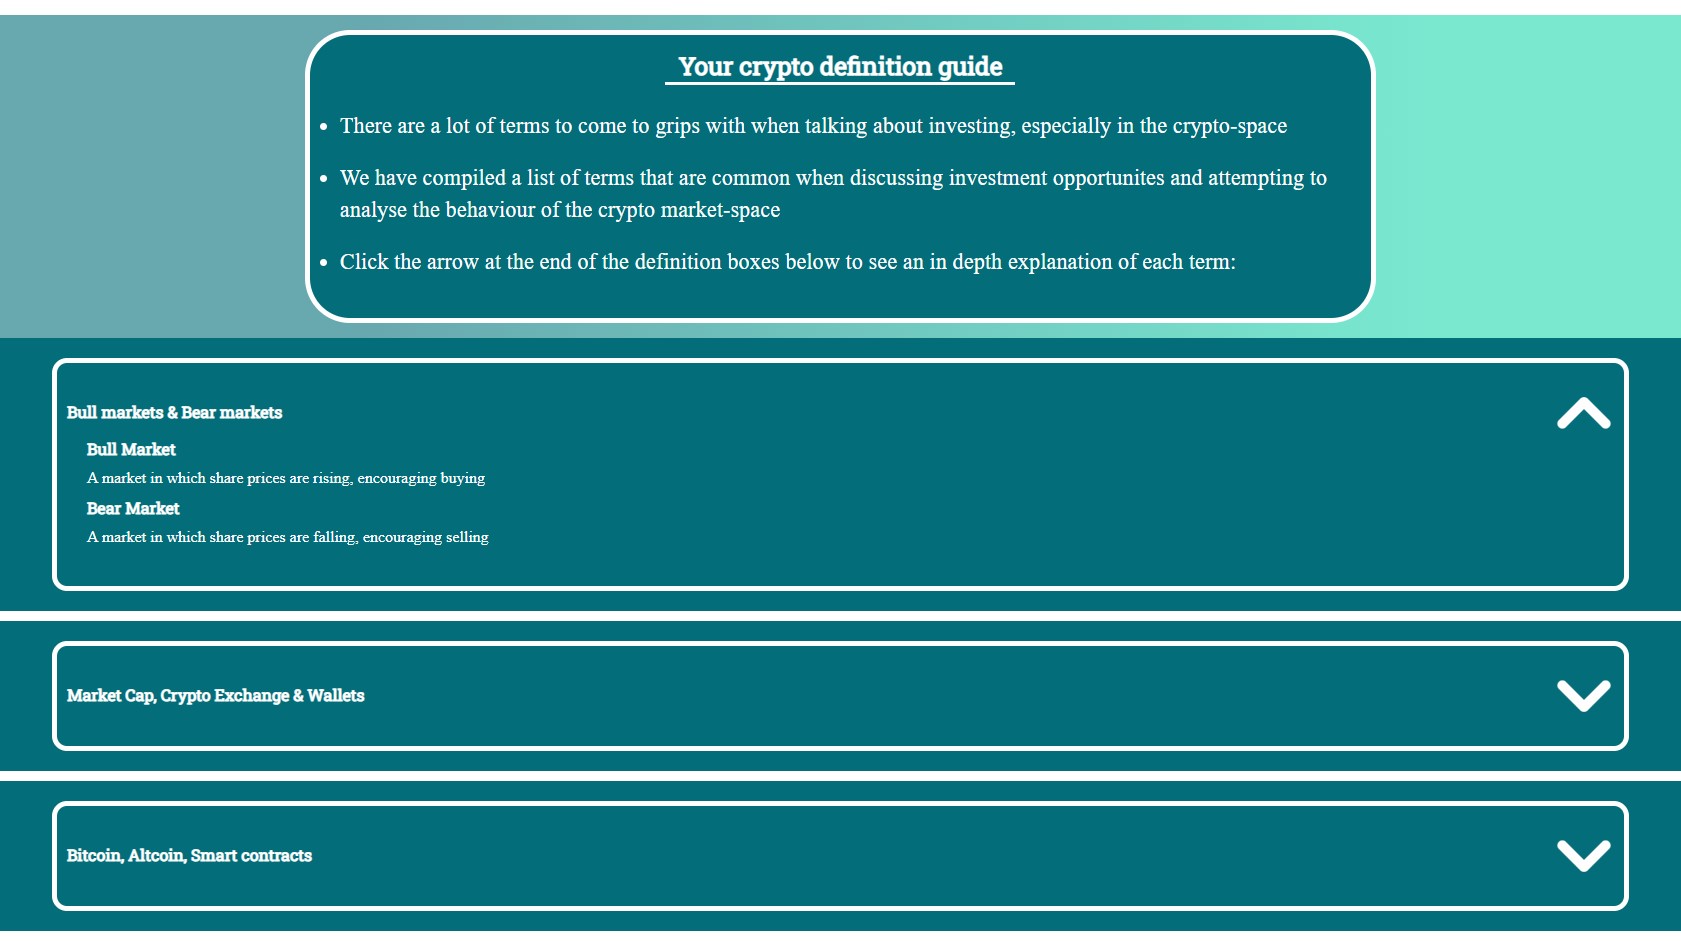 Your crypto definition guide
There are a lot of terms to come to grips with when talking about investing, especially in the crypto-space
We have compiled a list of terms that are common when discussing investment opportunites and attempting to
analyse the behaviour of the crypto market-space
Click the arrow at the end of the definition boxes below to see an in depth explanation of each term:
Bull markets & Bear markets
Bull Market
A market in which share prices are rising, encouraging buying
Bear Market
A market in which share prices are falling, encouraging selling
Market Cap, Crypto Exchange & Wallets
Bitcoin, Altcoin, Smart contracts